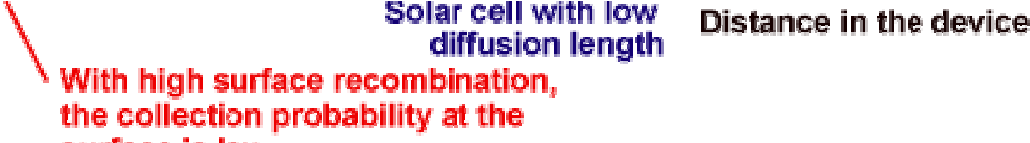 Solar cell with low
diffusion length
Distance in the device
With high surface recombination,
the collection probability at the